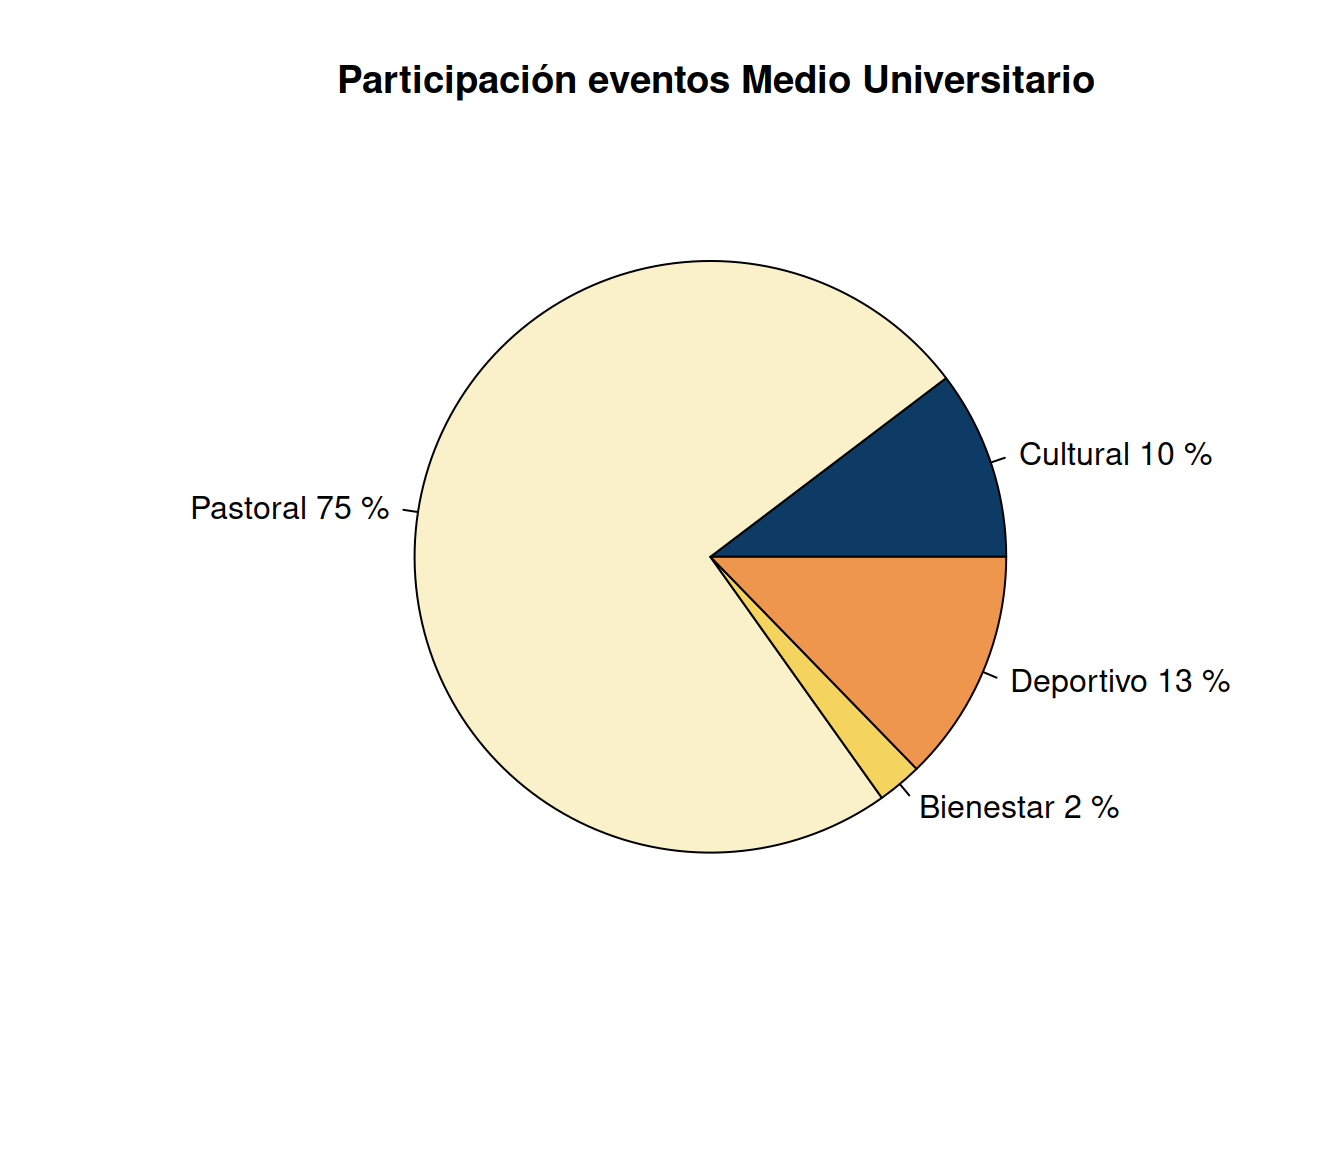 Participación eventos Medio Universitario
Cultural 10 %
Pastoral 75 %
Deportivo 13 %
Bienestar 2 %